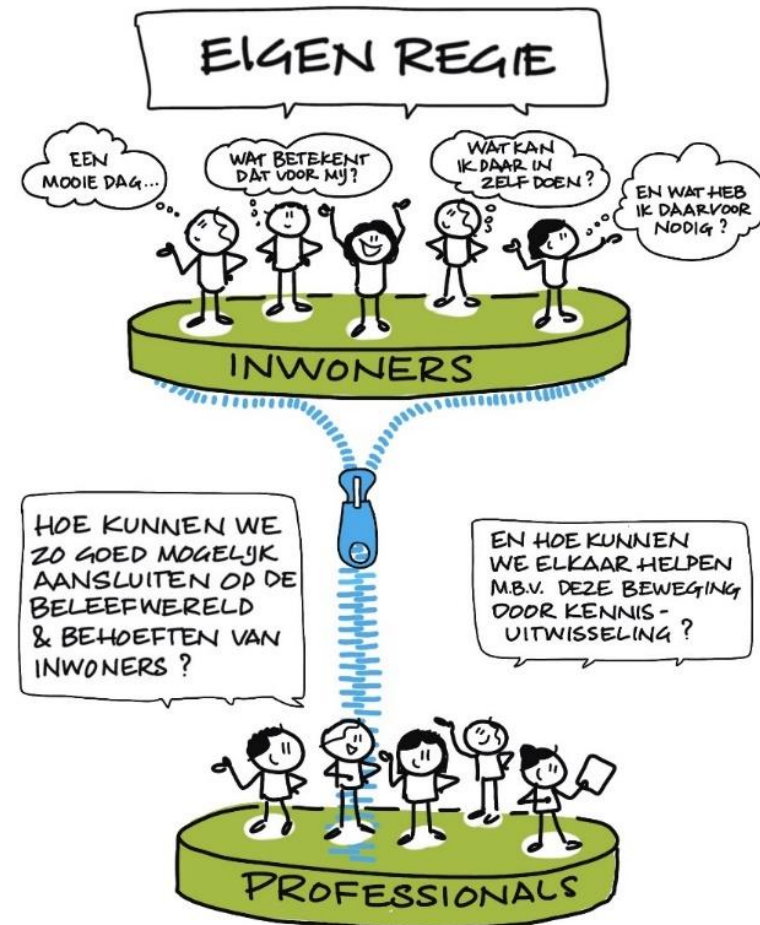 EIGEN REGIE
EEN
MOOIE DAG...
WAT BETEKENT
DAT VOOR MIJ?
WAT KAN
IK DAAR IN
ZELF DOEN?
EN WAT HEB
IK DAARVOOR
NODIG?
INWONERS
HOE KUNNEN WE
ZO GOED MOGELIJK
AANSLUITEN OP DE
BELEEFWERELD
& BEHOEFTEN VAN
INWONERS?
EN HOE KUNNEN
WE ELKAAR HELPEN
M.B.V. DEZE BEWEGING
DOOR KENNIS-
UITWISSELING?
PROFESSIONALS